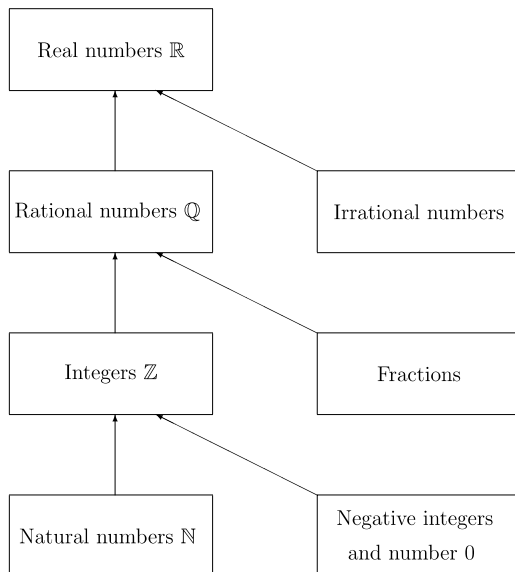 Real numbers ℝ
Rational numbers ℚ
Irrational numbers
Integers ℤ
Fractions
Natural numbers ℕ
Negative integers
and number 0